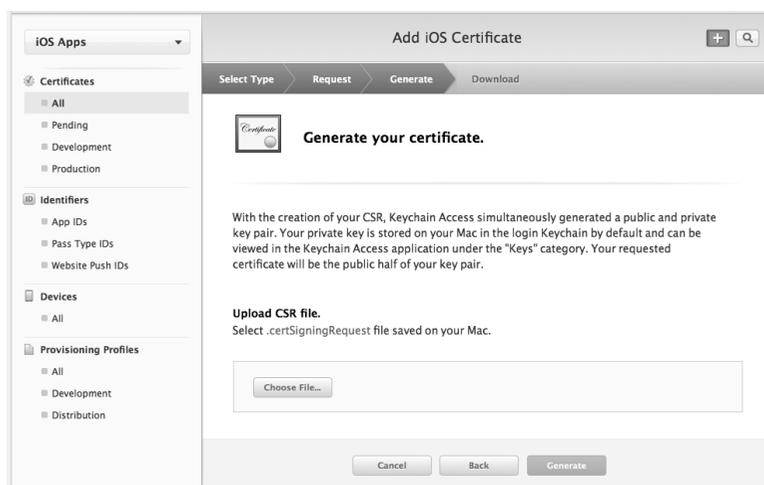 iOS Apps
Add iOS Certificate
Select Type
Request
Generate
Download
Certificates
All
Pending
Development
Production
ID Identifiers
App IDs
Pass Type IDs
Website Push IDs
Devices
All
Provisioning Profiles
All
Development
Distribution
Certificate
Generate your certificate.
With the creation of your CSR, Keychain Access simultaneously generated a public and private
key pair. Your private key is stored on your Mac in the login Keychain by default and can be
viewed in the Keychain Access application under the "Keys" category. Your requested
certificate will be the public half of your key pair.
Upload CSR file.
Select .certSigningRequest file saved on your Mac.
Choose File...
Cancel
Back
Generate